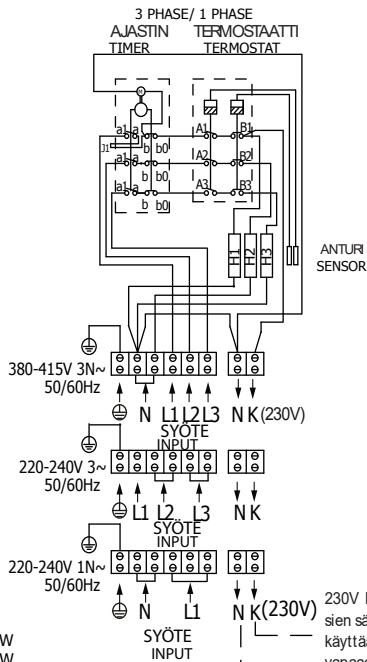 3 PHASE/ 1 PHASE
AJASTIN TERMOSTAATTI
TIMER TERMOSTAT
M
a1 a b b0 A1 B1
J1
a1 a b b0 A2 B2
a1 a b b0 A3 B3
H1 H2 H3
ANTURI
SENSOR
380-415V 3N~
50/60Hz
N L1 L2 L3 N K (230V)
SYÖTE
INPUT
220-240V 3~
50/60Hz
L1 L2 L3 N K
SYÖTE
INPUT
220-240V 1N~
50/60Hz
N L1 N K (230V)
SYÖTE
INPUT
230V
sien sä
käyttää
W
W